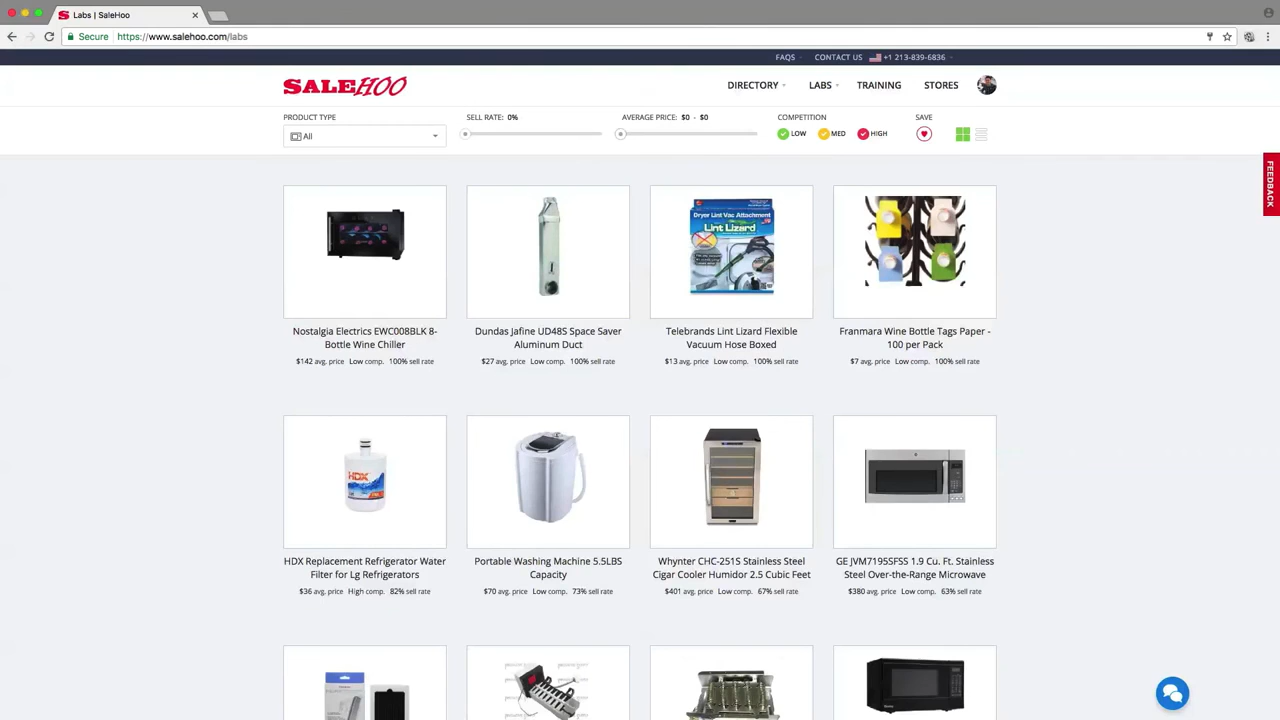 Labs | SaleHoo
Secure https://www.salehoo.com/labs
FAQS CONTACT US +1 213-839-6836
SALEHOO DIRECTORY LABS TRAINING STORES
PRODUCT TYPE SELL RATE: 0% AVERAGE PRICE: $0 - $0 COMPETITION SAVE
All LOW MED HIGH
FEEDBACK
Dryer Lint Vac Attachment
Lint Lizard
Nostalgia Electrics EWC008BLK 8-
Bottle Wine Chiller
$142 avg. price Low comp. 100% sell rate
Dundas Jafine UD48S Space Saver
Aluminum Duct
$27 avg. price Low comp. 100% sell rate
Telebrands Lint Lizard Flexible
Vacuum Hose Boxed
$13 avg. price Low comp. 100% sell rate
Franmara Wine Bottle Tags Paper -
100 per Pack
$7 avg. price Low comp. 100% sell rate
HDX
HDX Replacement Refrigerator Water
Filter for Lg Refrigerators
$36 avg. price High comp. 82% sell rate
Portable Washing Machine 5.5LBS
Capacity
$70 avg. price Low comp. 73% sell rate
Whynter CHC-251S Stainless Steel
Cigar Cooler Humidor 2.5 Cubic Feet
$401 avg. price Low comp. 67% sell rate
GE JVM7195SFSS 1.9 Cu. Ft. Stainless
Steel Over-the-Range Microwave
$380 avg. price Low comp. 63% sell rate